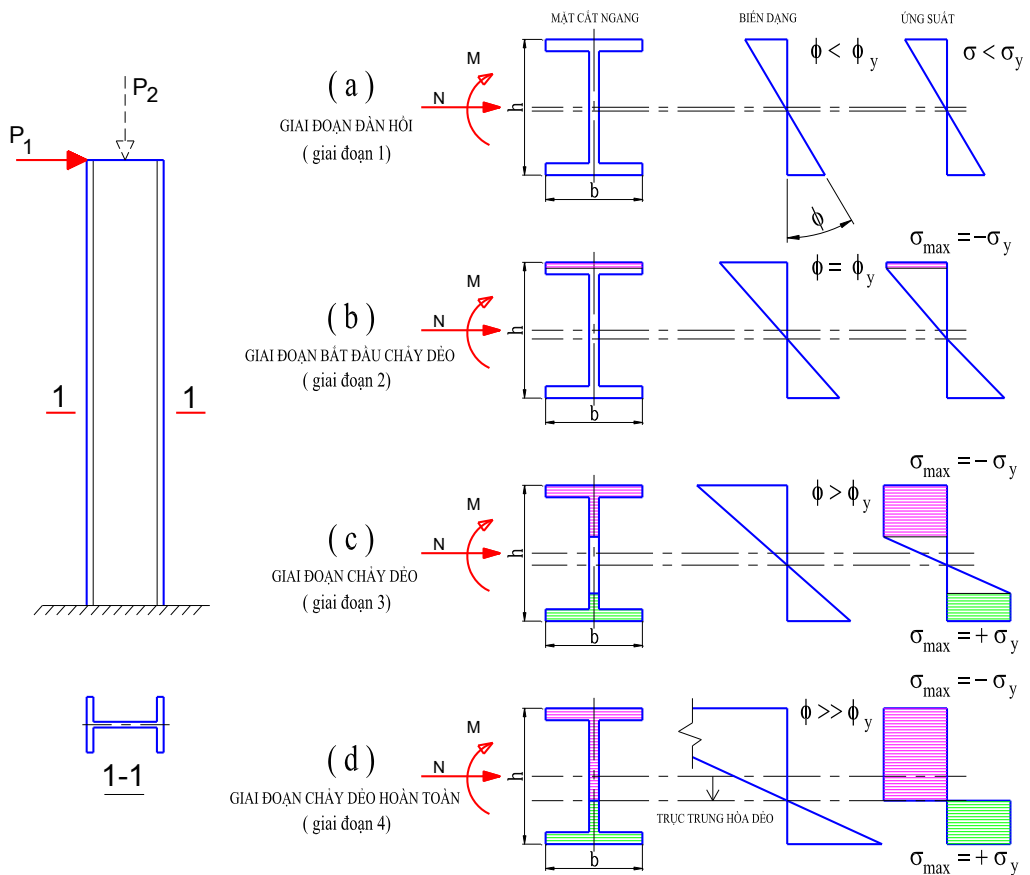 MẶT CẮT NGANG
BIẾN DẠNG
ỨNG SUẤT
P2
P1
1 1
1-1
( a )
GIAI ĐOẠN ĐÀN HỒI
( giai đoạn 1)
M
N
h
b
ϕ < ϕy
σ < σy
ϕ
( b )
GIAI ĐOẠN BẮT ĐẦU CHẢY DẺO
( giai đoạn 2)
M
N
h
b
ϕ = ϕy
σmax = −σy
( c )
GIAI ĐOẠN CHẢY DẺO
( giai đoạn 3)
M
N
h
b
ϕ > ϕy
σmax = − σy
σmax = + σy
( d )
GIAI ĐOẠN CHẢY DẺO HOÀN TOÀN
( giai đoạn 4)
M
N
h
b
ϕ >> ϕy
TRỤC TRUNG HÒA DẺO
σmax = − σy
σmax = + σy